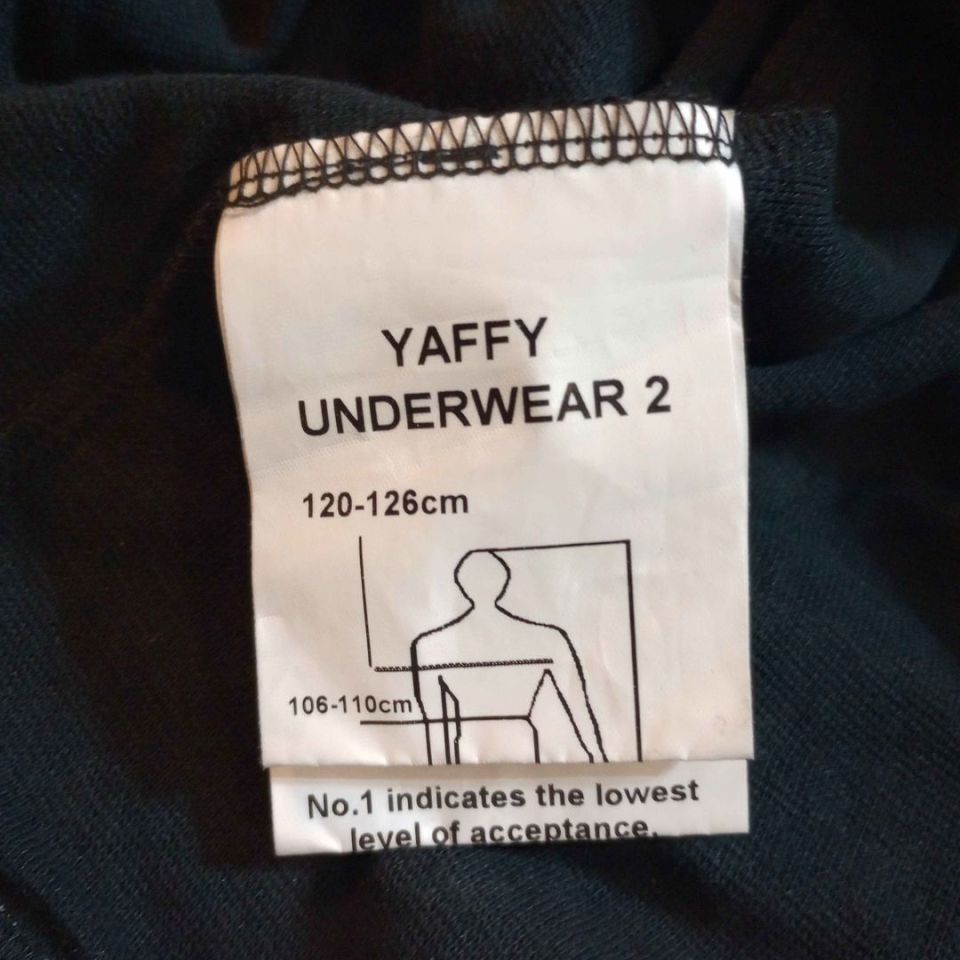 YAFFY
UNDERWEAR 2
120-126cm
106-110cm
No.1 indicates the lowest
level of acceptance.